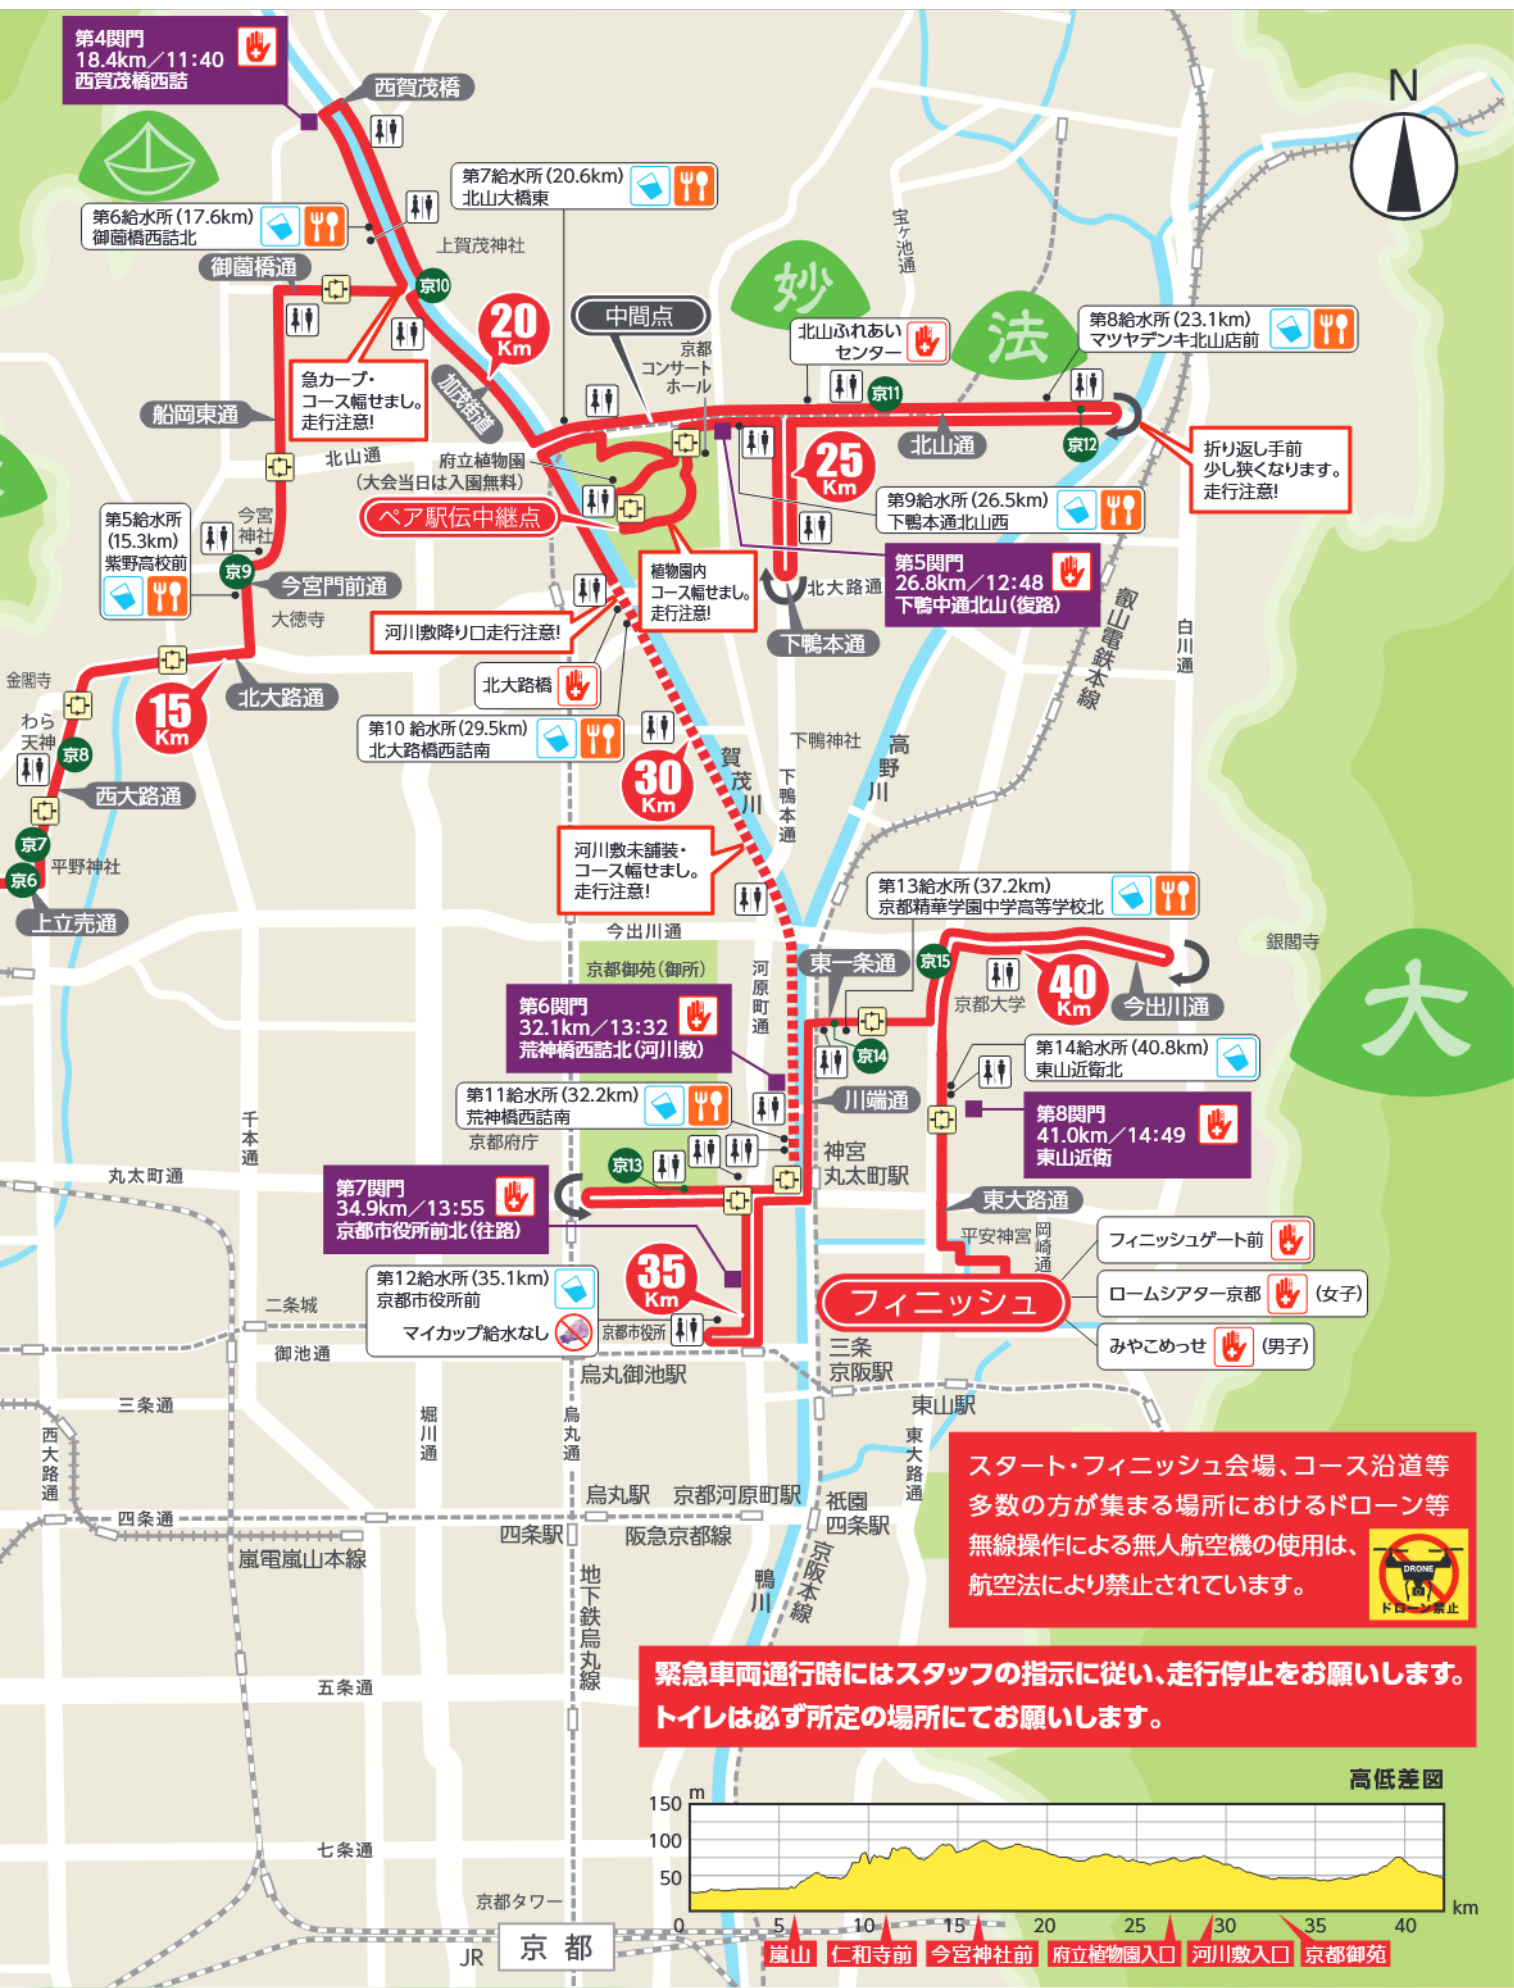 第4関門
18.4km／11:40
西賀茂橋西詰
西賀茂橋
N
第7給水所(20.6km)
北山大橋東
第6給水所(17.6km)
御薗橋西詰北
上賀茂神社
宝ヶ池通
御薗橋通
京10
妙
20
Km
中間点
法
第8給水所(23.1km)
マツヤデンキ北山店前
北山ふれあい
センター
京都
コンサート
ホール
急カーブ・
コース幅せまし。
走行注意!
加茂街道
京11
船岡東通
北山通
北山通
京12
折り返し手前
少し狭くなります。
走行注意!
府立植物園
(大会当日は入園無料)
25
Km
ペア駅伝中継点
第9給水所(26.5km)
下鴨本通北山西
第5給水所
(15.3km)
紫野高校前
今宮
神社
京9
今宮門前通
大徳寺
植物園内
コース幅せまし。
走行注意!
第5関門
26.8km／12:48
下鴨中通北山(復路)
北大路通
下鴨本通
叡山電鉄本線
白川通
河川敷降り口走行注意!
北大路橋
金閣寺
15
Km
北大路通
わら
天神
京8
第10 給水所(29.5km)
北大路橋西詰南
下鴨神社
高野川
賀茂川
下鴨本通
30
Km
西大路通
京7
平野神社
京6
上立売通
河川敷未舗装・
コース幅せまし。
走行注意!
第13給水所(37.2km)
京都精華学園中学高等学校北
今出川通
銀閣寺
京都御苑(御所)
河原町通
東一条通
京15
大
40
Km
京都大学
今出川通
第6関門
32.1km／13:32
荒神橋西詰北(河川敷)
京14
第14給水所(40.8km)
東山近衛北
第11給水所(32.2km)
荒神橋西詰南
川端通
第8関門
41.0km／14:49
東山近衛
京都府庁
千本通
京13
神宮
丸太町駅
丸太町通
第7関門
34.9km／13:55
京都市役所前北(往路)
東大路通
平安神宮
岡崎通
フィニッシュゲート前
35
Km
第12給水所(35.1km)
京都市役所前
マイカップ給水なし
フィニッシュ
ロームシアター京都
(女子)
みやこめっせ
(男子)
二条城
京都市役所
御池通
烏丸御池駅
三条
京阪駅
東山駅
三条通
西大路通
堀川通
烏丸通
東大路通
スタート・フィニッシュ会場、コース沿道等
多数の方が集まる場所におけるドローン等
無線操作による無人航空機の使用は、
航空法により禁止されています。
DRONE
ドローン禁止
烏丸駅
京都河原町駅
祇園
四条駅
四条通
四条駅
阪急京都線
嵐電嵐山本線
地下鉄烏丸線
鴨川
京阪本線
緊急車両通行時にはスタッフの指示に従い、走行停止をお願いします。
トイレは必ず所定の場所にてお願いします。
五条通
七条通
京都タワー
JR
京都
高低差図
m
150
100
50
0 5 10 15 20 25 30 35 40
km
嵐山
仁和寺前
今宮神社前
府立植物園入口
河川敷入口
京都御苑